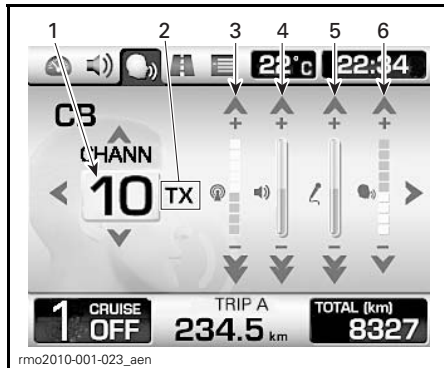 1 2 3 4 5 6
22°c 22:34
CB
CHANN
10 TX
+ + + +
- - - -
1 CRUISE OFF
TRIP A
234.5 km
TOTAL (km)
8327
rmo2010-001-023_aen